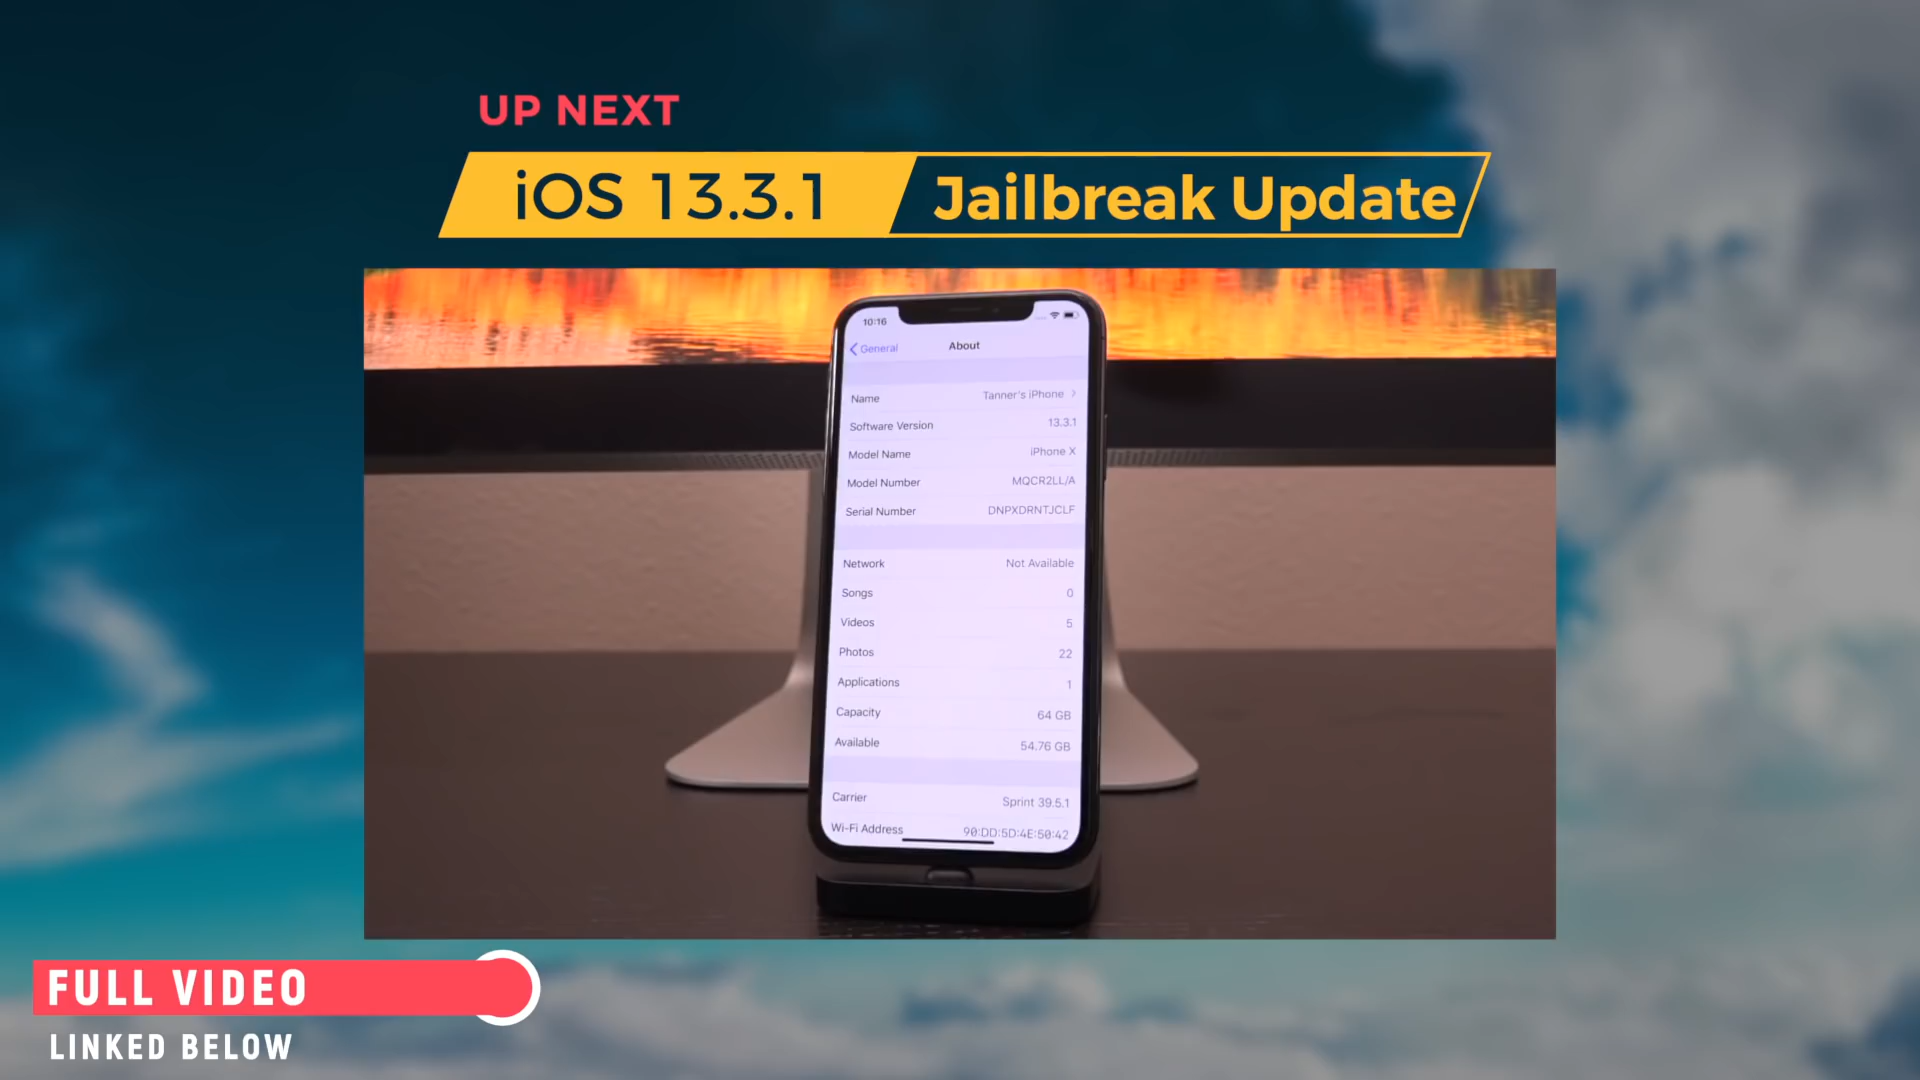 UP NEXT
iOS 13.3.1 Jailbreak Update
10:16
General About
Name Tanner's iPhone
Software Version 13.3.1
Model Name iPhone X
Model Number MQCR2LL/A
Serial Number DNPXDRNTJCLF
Network Not Available
Songs 0
Videos 5
Photos 22
Applications 1
Capacity 64 GB
Available 54.76 GB
Carrier Sprint 39.5.1
Wi-Fi Address 90:DD:5D:4E:50:42
FULL VIDEO
LINKED BELOW